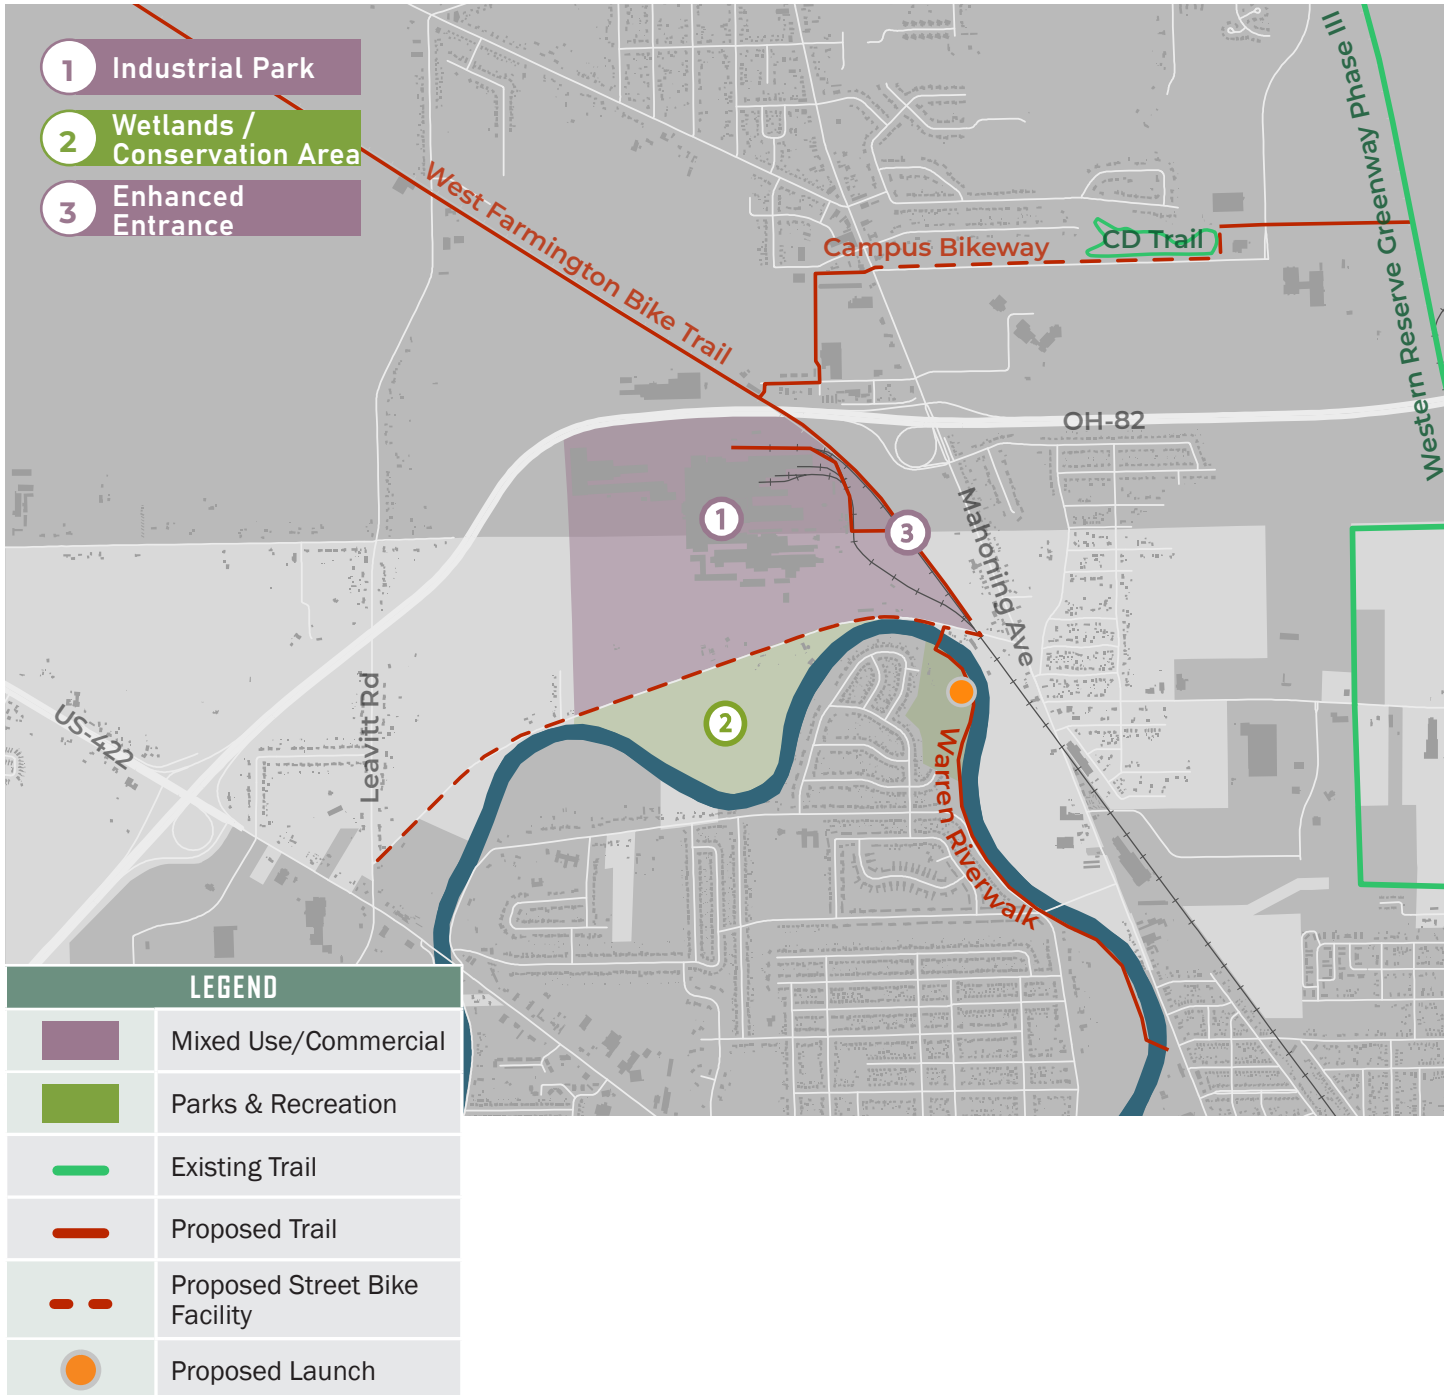 1 Industrial Park
2 Wetlands /
Conservation Area
3 Enhanced
Entrance
West Farmington Bike Trail
Campus Bikeway
CD Trail
Western Reserve Greenway Phase III
OH-82
1
3
Mahoning Ave
2
US-422
Leavitt Rd
Warren Riverwalk
LEGEND
Mixed Use/Commercial
Parks & Recreation
Existing Trail
Proposed Trail
Proposed Street Bike
Facility
Proposed Launch